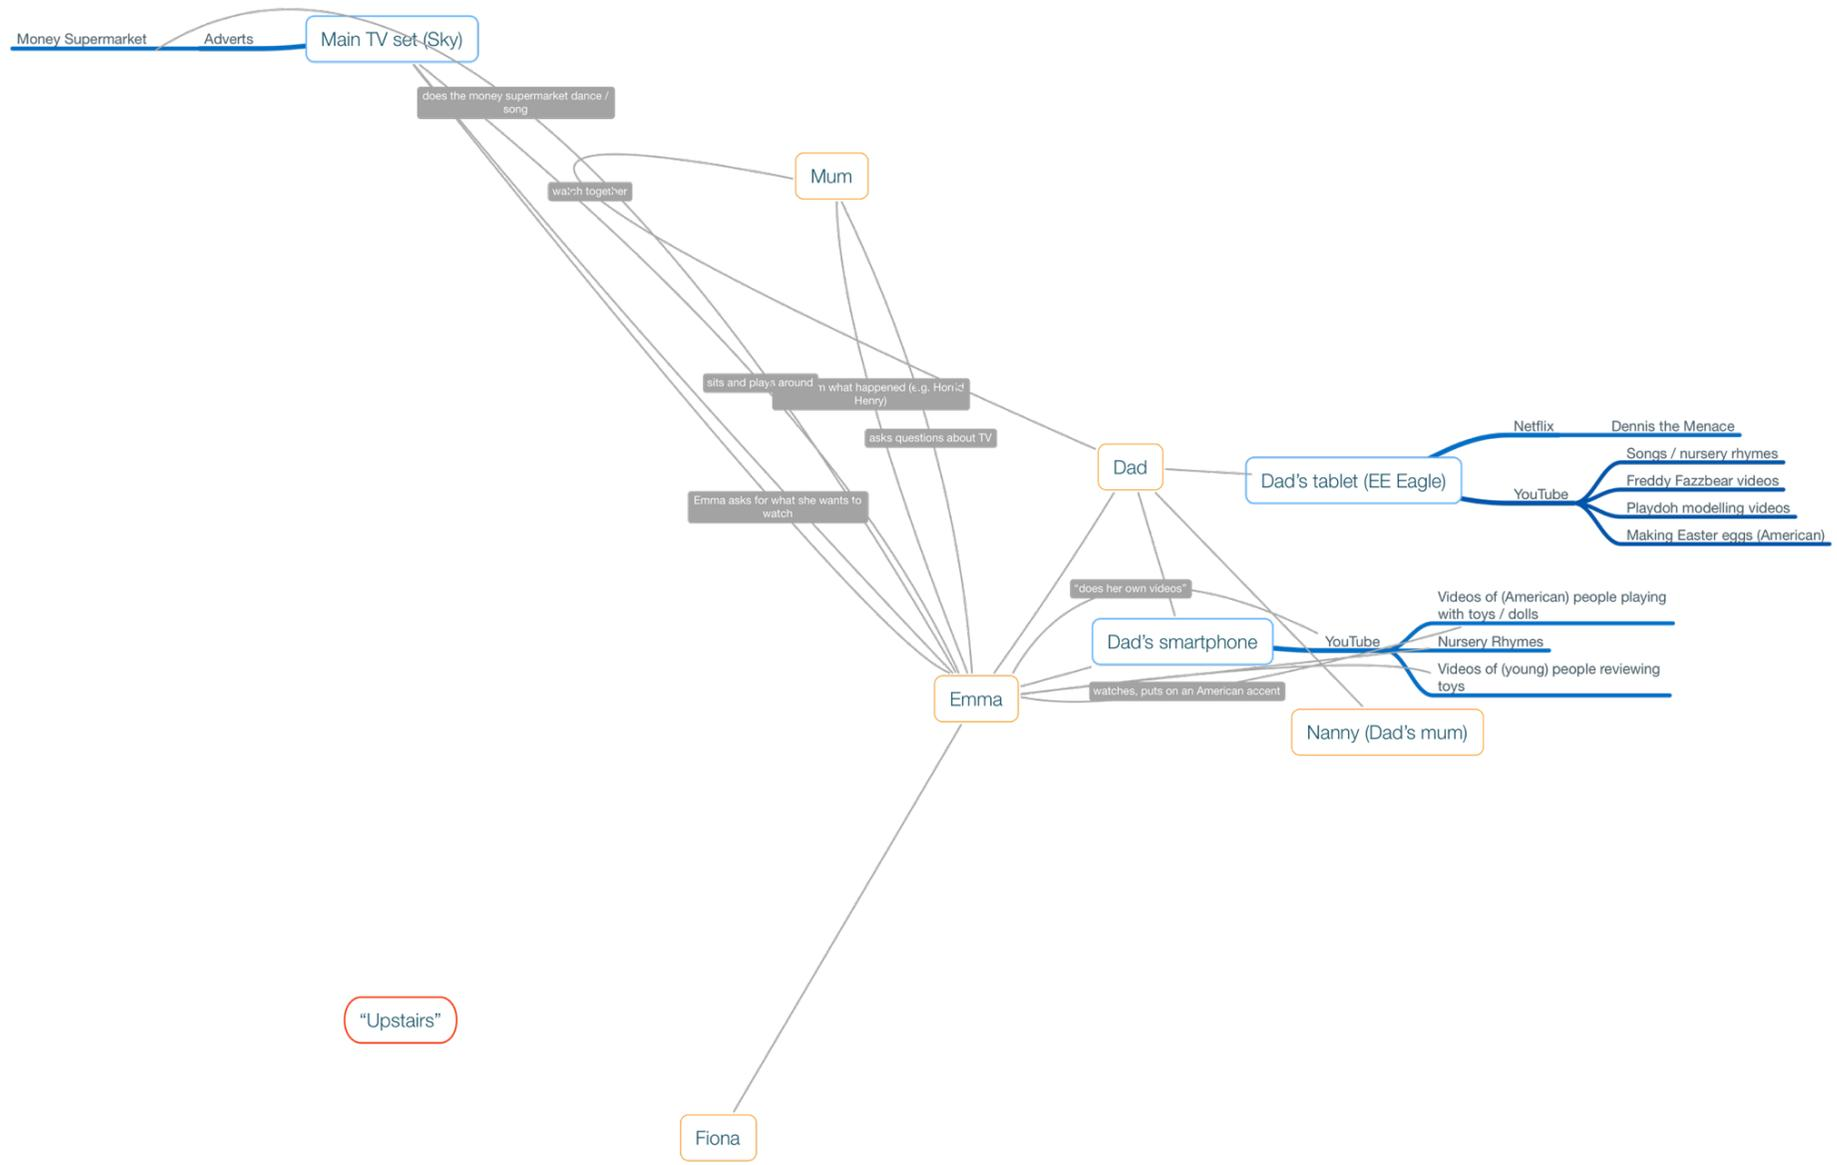 Money Supermarket
Adverts
Main TV set (Sky)
does the money supermarket dance /
song
Mum
watch together
sits and plays around
what happened (e.g. Horrid
Henry)
asks questions about TV
Emma asks for what she wants to
watch
Dad
Dad's tablet (EE Eagle)
Netflix
Dennis the Menace
YouTube
Songs / nursery rhymes
Freddy Fazzbear videos
Playdoh modelling videos
Making Easter eggs (American)
“does her own videos”
Dad's smartphone
YouTube
Videos of (American) people playing
with toys / dolls
Nursery Rhymes
Videos of (young) people reviewing
toys
watches, puts on an American accent
Emma
Nanny (Dad's mum)
“Upstairs”
Fiona